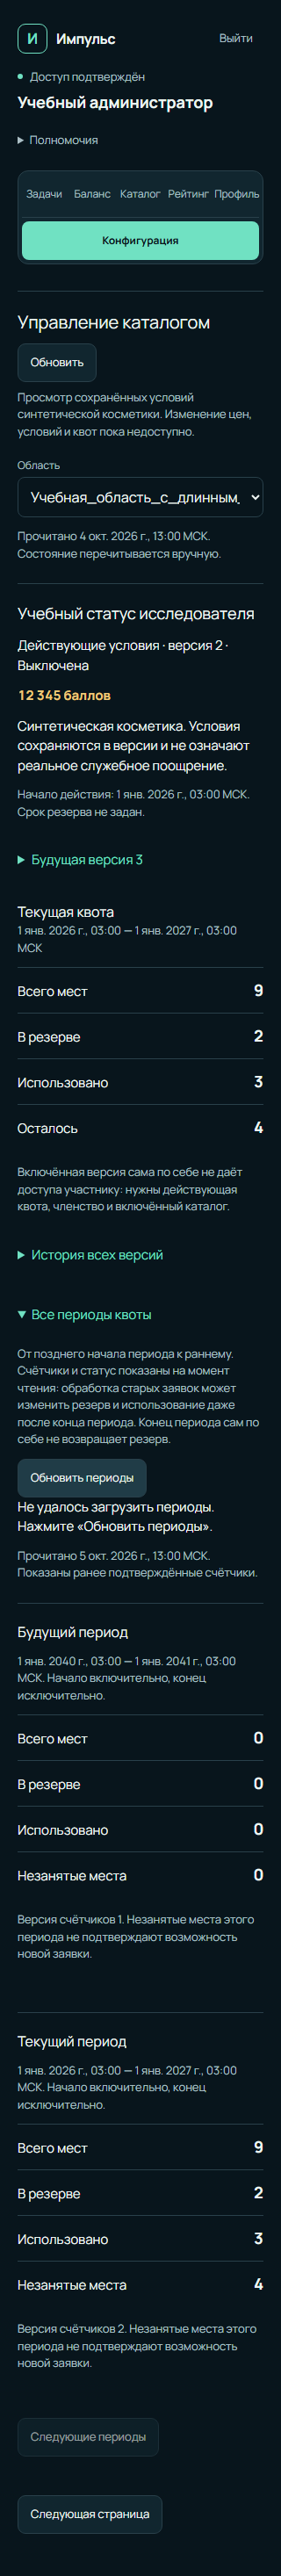 И Импульс Выйти
Доступ подтверждён
Учебный администратор
Полномочия
Задачи Баланс Каталог Рейтинг Профиль
Конфигурация
Управление каталогом
Обновить
Просмотр сохранённых условий
синтетической косметики. Изменение цен,
условий и квот пока недоступно.
Область
Учебная_область_с_длинным_
Прочитано 4 окт. 2026 г., 13:00 МСК.
Состояние перечитывается вручную.
Учебный статус исследователя
Действующие условия · версия 2 ·
Выключена
12 345 баллов
Синтетическая косметика. Условия
сохраняются в версии и не означают
реальное служебное поощрение.
Начало действия: 1 янв. 2026 г., 03:00 МСК.
Срок резерва не задан.
Будущая версия 3
Текущая квота
1 янв. 2026 г., 03:00 — 1 янв. 2027 г., 03:00
МСК
Всего мест 9
В резерве 2
Использовано 3
Осталось 4
Включённая версия сама по себе не даёт
доступа участнику: нужны действующая
квота, членство и включённый каталог.
История всех версий
Все периоды квоты
От позднего начала периода к раннему.
Счётчики и статус показаны на момент
чтения: обработка старых заявок может
изменить резерв и использование даже
после конца периода. Конец периода сам по
себе не возвращает резерв.
Обновить периоды
Не удалось загрузить периоды.
Нажмите «Обновить периоды».
Прочитано 5 окт. 2026 г., 13:00 МСК.
Показаны ранее подтверждённые счётчики.
Будущий период
1 янв. 2040 г., 03:00 — 1 янв. 2041 г., 03:00
МСК. Начало включительно, конец
исключительно.
Всего мест 0
В резерве 0
Использовано 0
Незанятые места 0
Версия счётчиков 1. Незанятые места этого
периода не подтверждают возможность
новой заявки.
Текущий период
1 янв. 2026 г., 03:00 — 1 янв. 2027 г., 03:00
МСК. Начало включительно, конец
исключительно.
Всего мест 9
В резерве 2
Использовано 3
Незанятые места 4
Версия счётчиков 2. Незанятые места этого
периода не подтверждают возможность
новой заявки.
Следующие периоды
Следующая страница